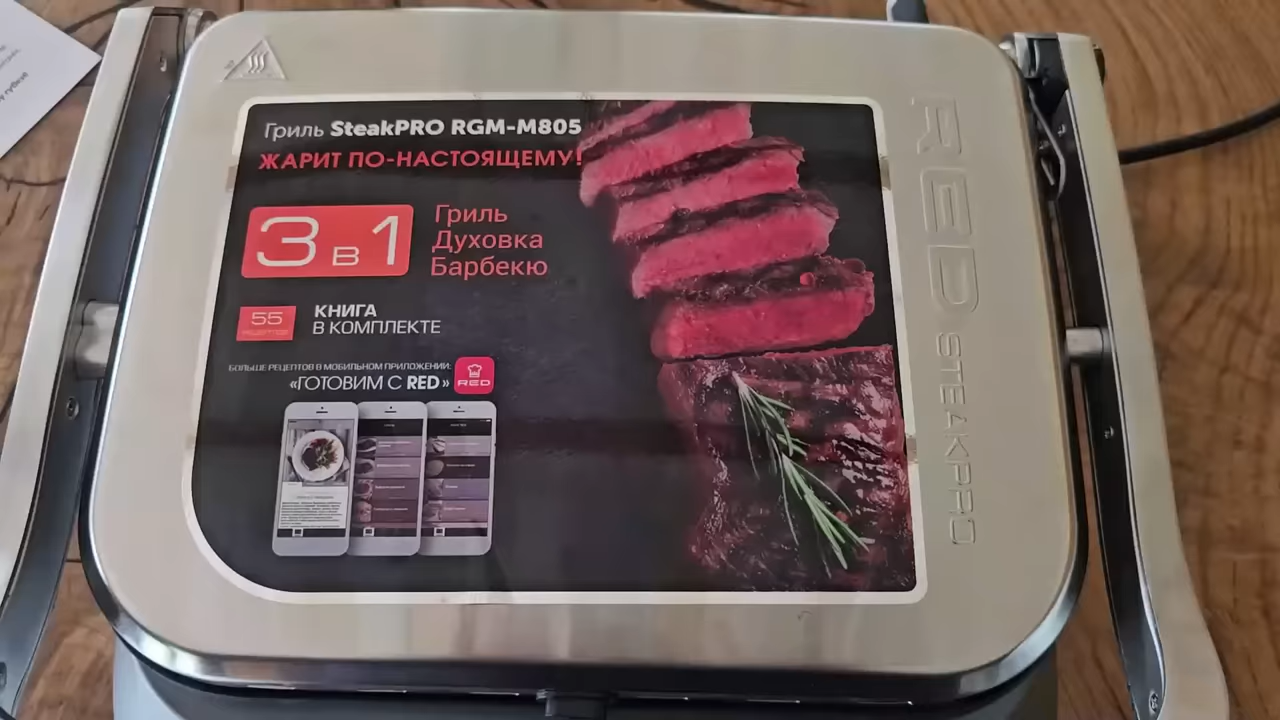 Гриль SteakPRO RGM-M805
ЖАРИТ ПО-НАСТОЯЩЕМУ!
3 в 1
Гриль
Духовка
Барбекю
55
РЕЦЕПТОВ
КНИГА
В КОМПЛЕКТЕ
БОЛЬШЕ РЕЦЕПТОВ В МОБИЛЬНОМ ПРИЛОЖЕНИИ:
«ГОТОВИМ С RED»
RED
RED STEAKPRO